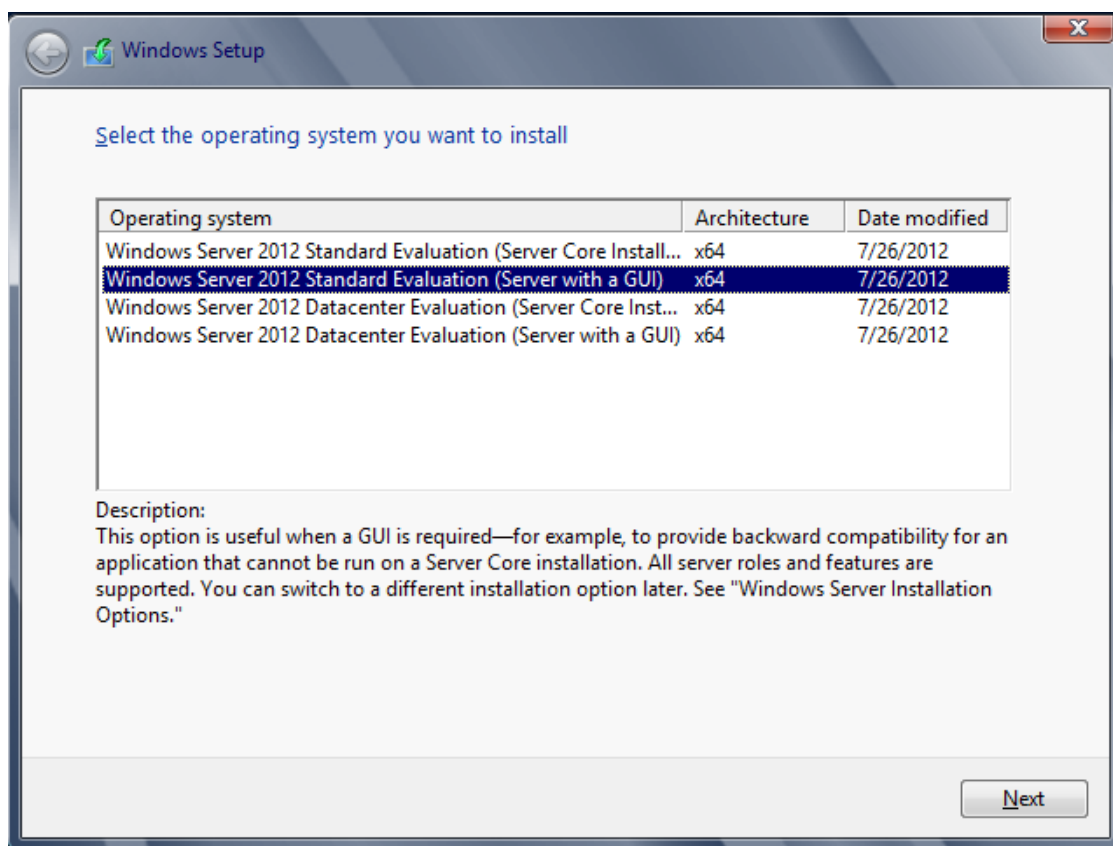 Windows Setup
Select the operating system you want to install
Operating system Architecture Date modified
Windows Server 2012 Standard Evaluation (Server Core Install... x64 7/26/2012
Windows Server 2012 Standard Evaluation (Server with a GUI) x64 7/26/2012
Windows Server 2012 Datacenter Evaluation (Server Core Inst... x64 7/26/2012
Windows Server 2012 Datacenter Evaluation (Server with a GUI) x64 7/26/2012
Description:
This option is useful when a GUI is required—for example, to provide backward compatibility for an
application that cannot be run on a Server Core installation. All server roles and features are
supported. You can switch to a different installation option later. See "Windows Server Installation
Options."
Next